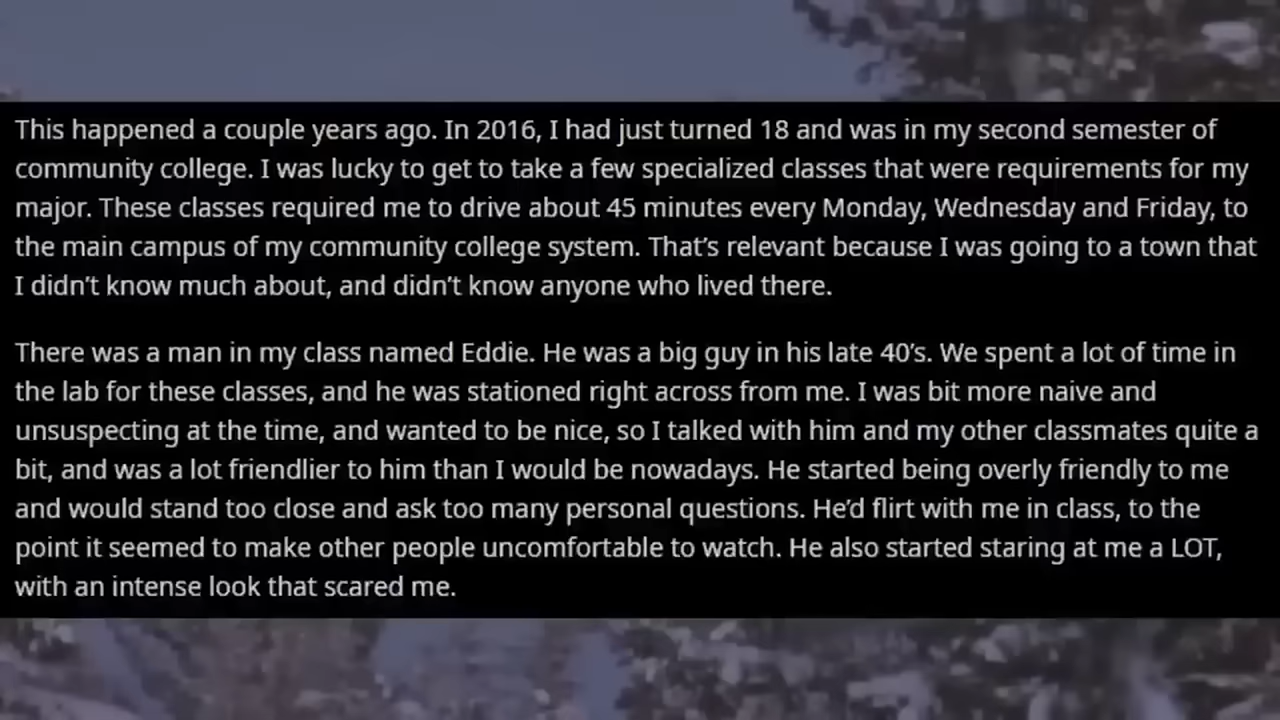 This happened a couple years ago. In 2016, I had just turned 18 and was in my second semester of
community college. I was lucky to get to take a few specialized classes that were requirements for my
major. These classes required me to drive about 45 minutes every Monday, Wednesday and Friday, to
the main campus of my community college system. That’s relevant because I was going to a town that
I didn’t know much about, and didn’t know anyone who lived there.
There was a man in my class named Eddie. He was a big guy in his late 40’s. We spent a lot of time in
the lab for these classes, and he was stationed right across from me. I was bit more naive and
unsuspecting at the time, and wanted to be nice, so I talked with him and my other classmates quite a
bit, and was a lot friendlier to him than I would be nowadays. He started being overly friendly to me
and would stand too close and ask too many personal questions. He’d flirt with me in class, to the
point it seemed to make other people uncomfortable to watch. He also started staring at me a LOT,
with an intense look that scared me.